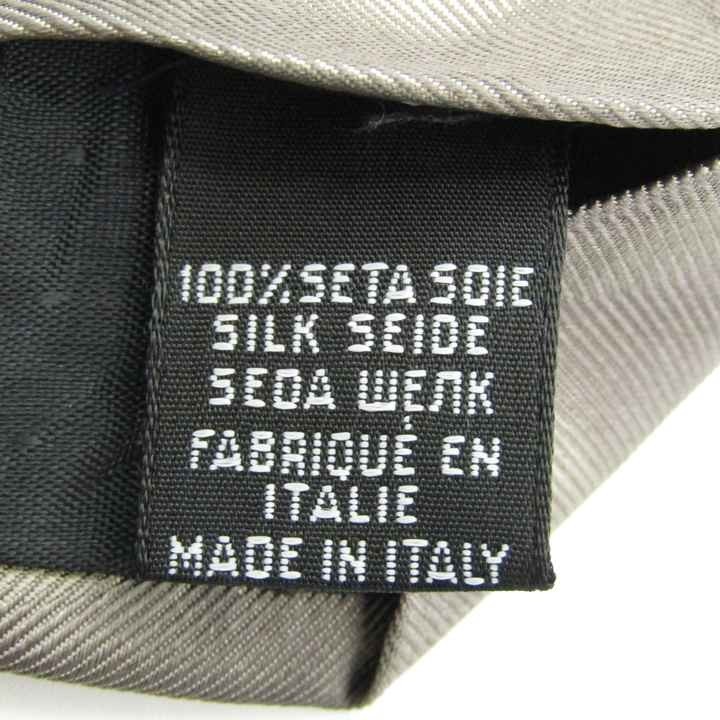 100% SETA SOIE
SILK SEIDE
SEDA ШЕЛК
FABRIQUÉ EN
ITALIE
MADE IN ITALY